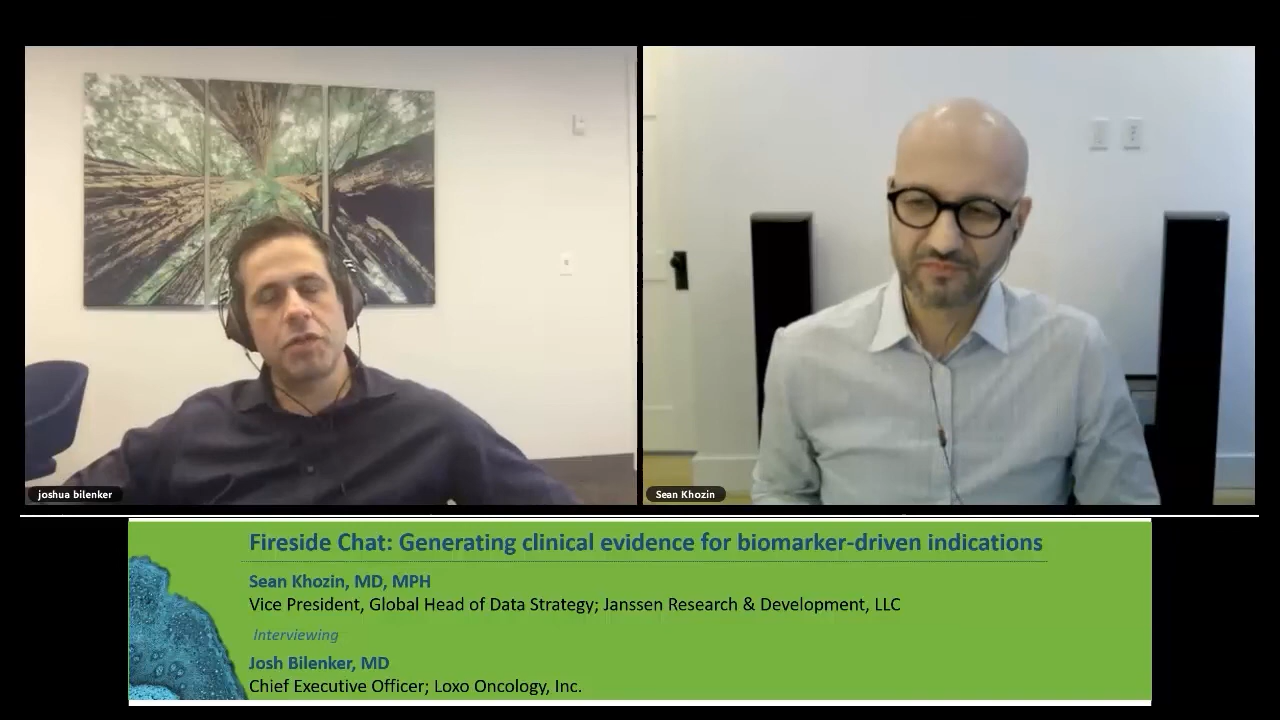 joshua bilenker
Sean Khozin
Fireside Chat: Generating clinical evidence for biomarker-driven indications
Sean Khozin, MD, MPH
Vice President, Global Head of Data Strategy; Janssen Research & Development, LLC
Interviewing
Josh Bilenker, MD
Chief Executive Officer; Loxo Oncology, Inc.